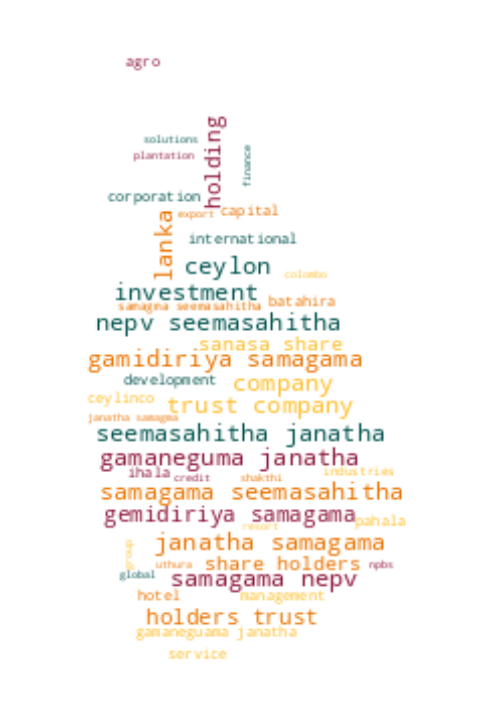 agro
holding
solutions
finance
plantation
corporation
lanka
export
capital
international
ceylon
colombo
investment
batahira
samagma seemasahitha
nepv seemasahitha
sanasa share
gamidiriya samagama
development
company
ceylinco
trust company
janatha samagma
seemasahitha janatha
gamaneguma janatha
ihala
credit
shakthi
industries
samagama seemasahitha
gemidiriya samagama
pahala
resort
group
janatha samagama
uthura
share holders
npbs
global
samagama nepv
hotel
management
holders trust
gamaneguama janatha
service